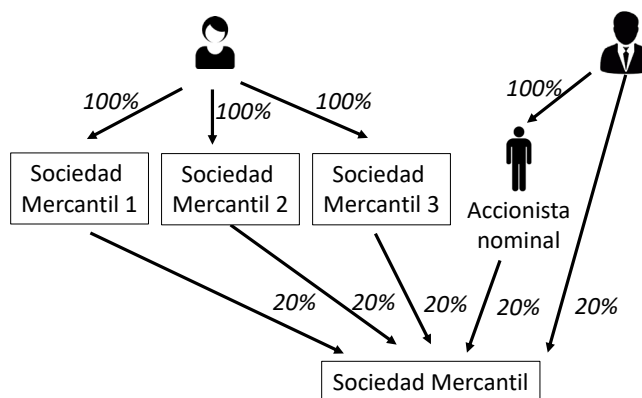 100%
100%
100%
100%
Sociedad
Mercantil 1
Sociedad
Mercantil 2
Sociedad
Mercantil 3
Accionista
nominal
20%
20%
20%
20%
20%
Sociedad Mercantil